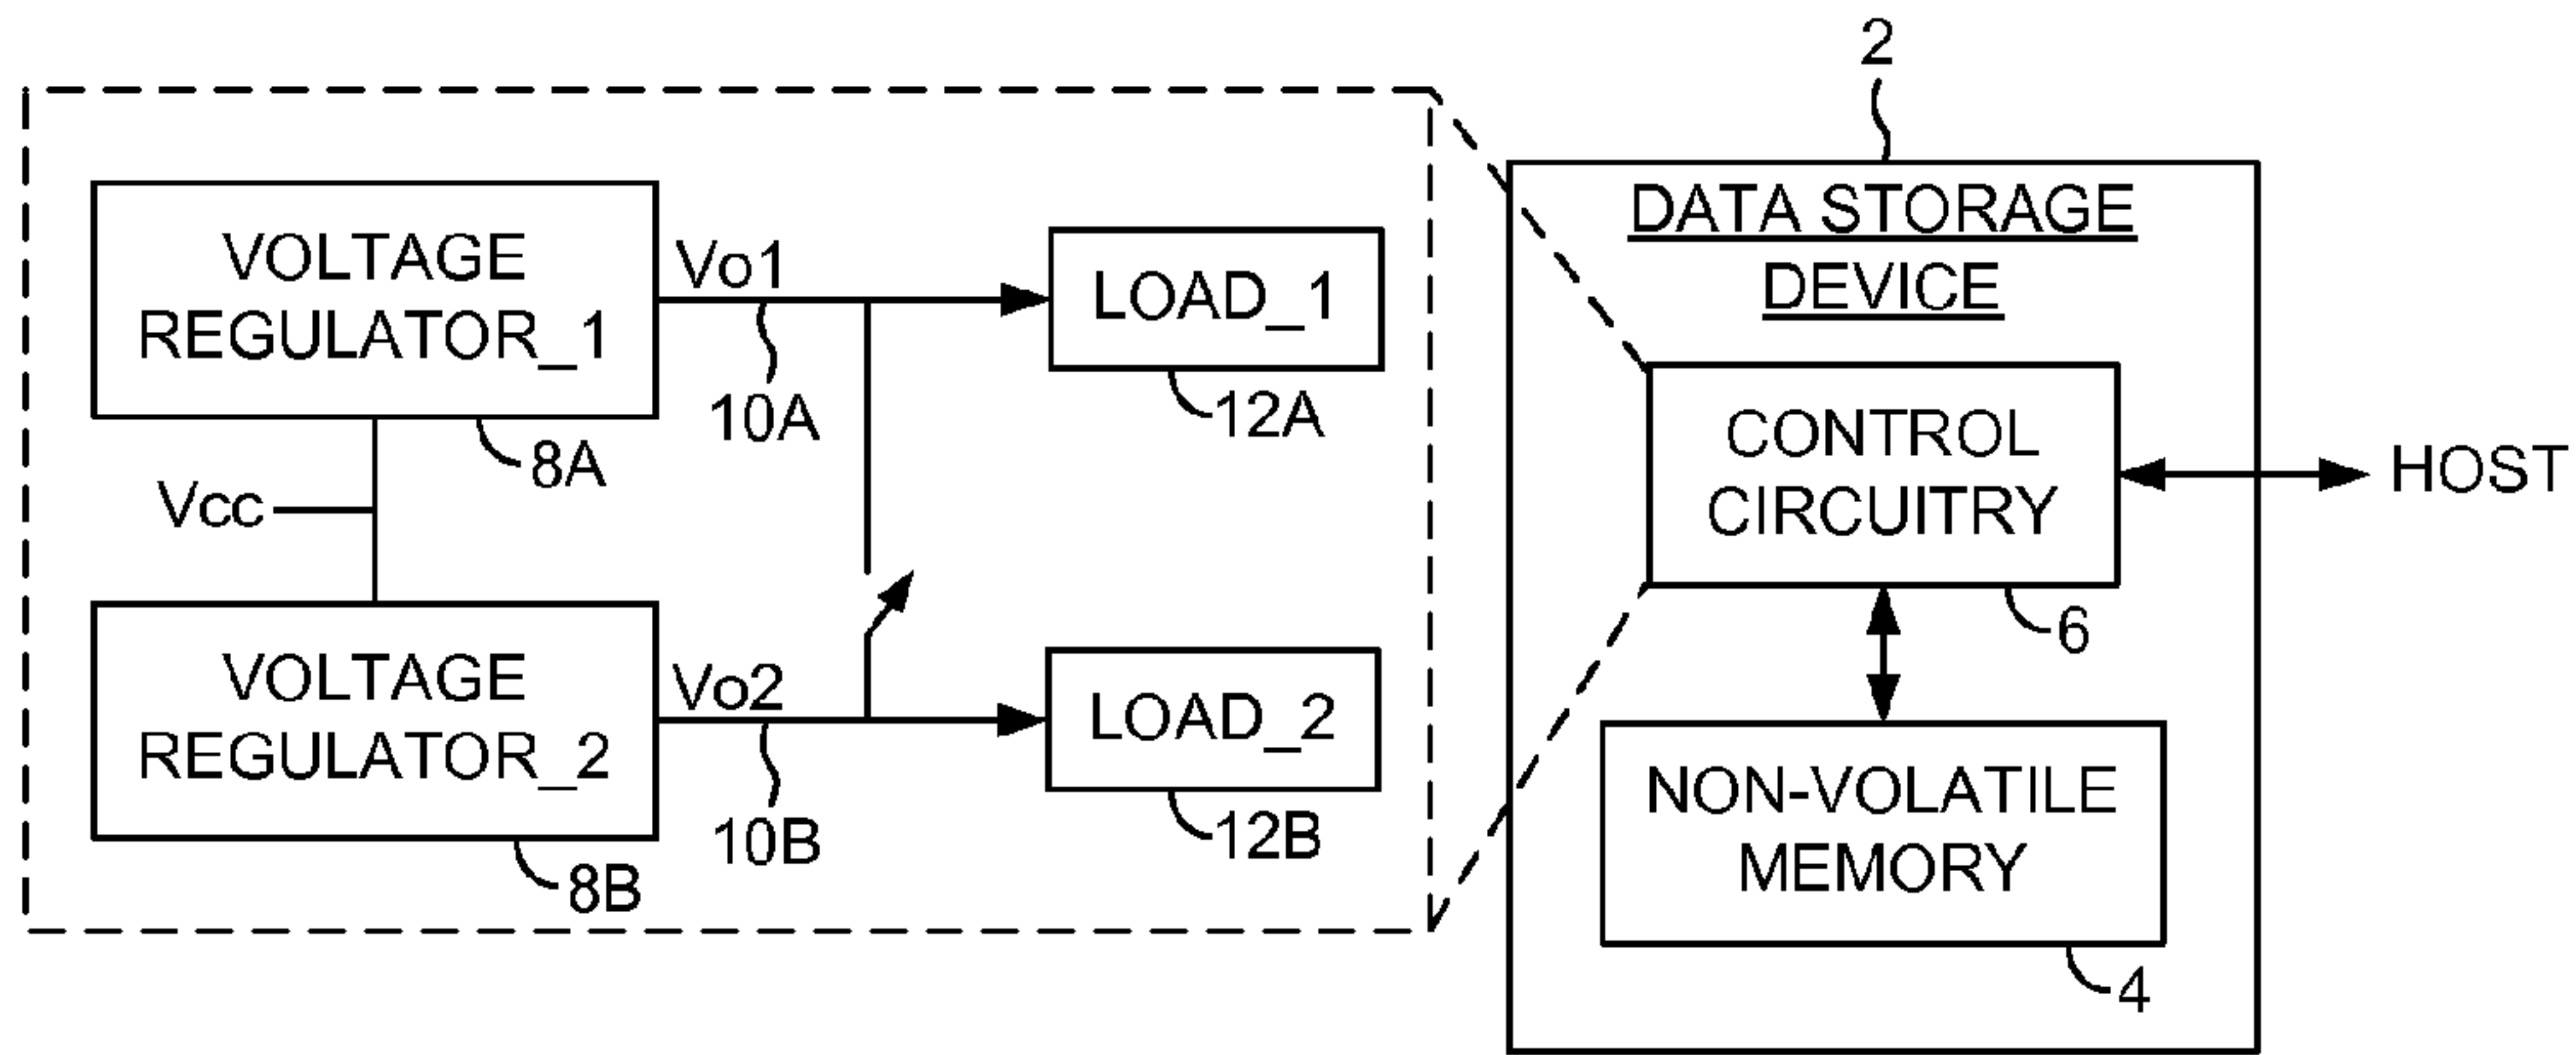 2
DATA STORAGE
DEVICE
VOLTAGE
REGULATOR_1
Vo1
LOAD_1
10A
12A
8A
Vcc
CONTROL
CIRCUITRY
HOST
6
VOLTAGE
REGULATOR_2
Vo2
LOAD_2
10B
12B
8B
NON-VOLATILE
MEMORY
4